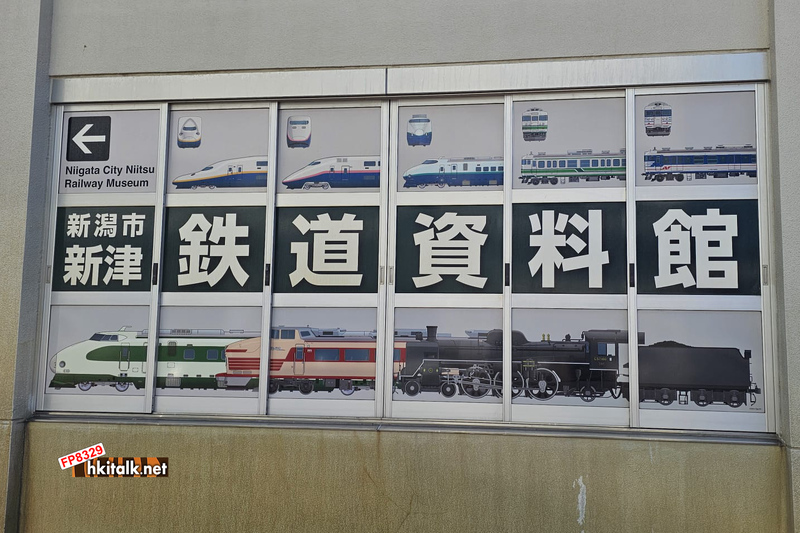 Niigata City Niitsu
Railway Museum
新潟市
新津
鉄道資料館
FP8329
hkitalk.net